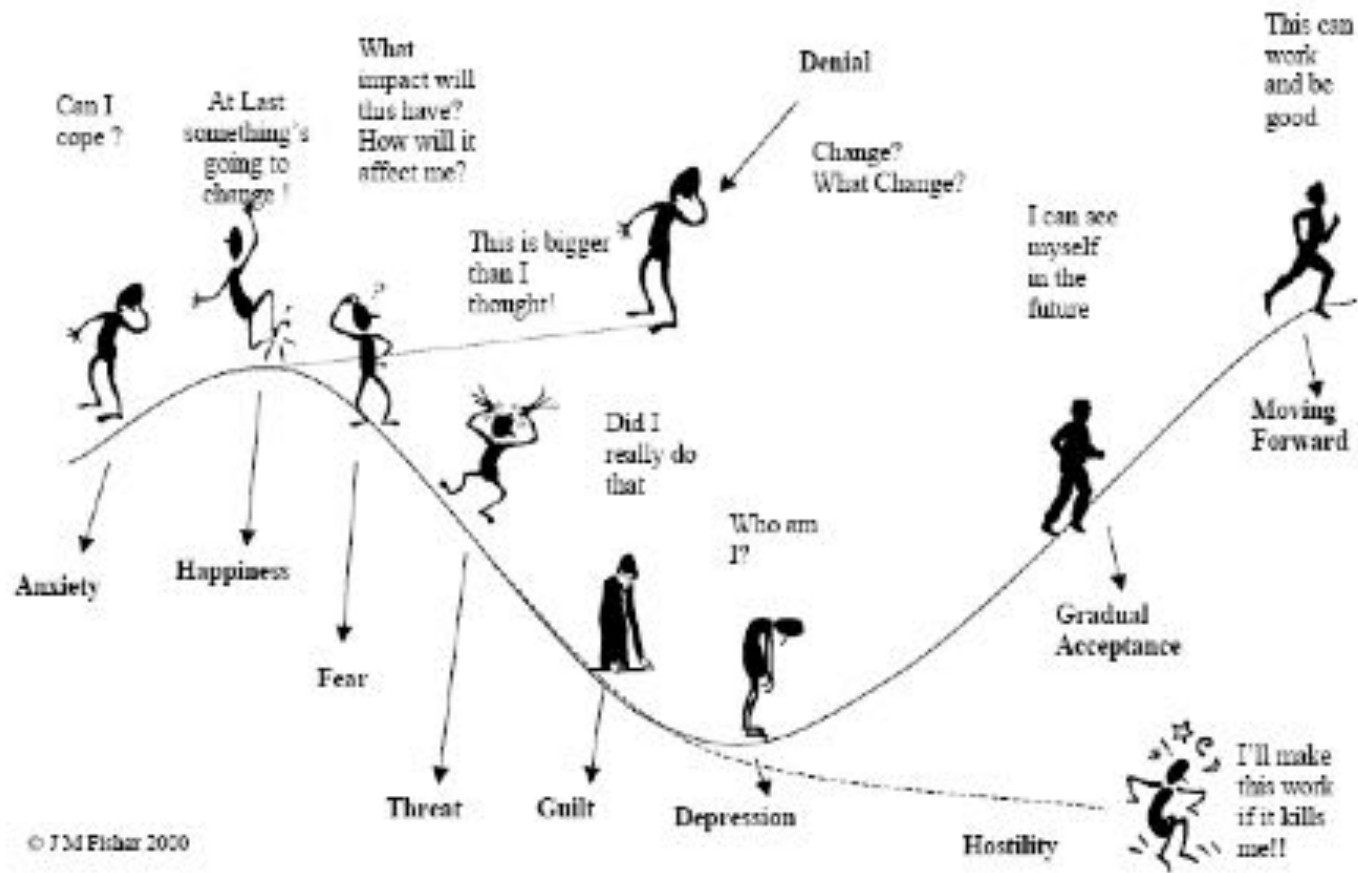 Can I
cope ?
At Last
something's
going to
change !
What
impact will
this have?
How will it
affect me?
This is bigger
than I
thought!
Denial
Change?
What Change?
I can see
myself
in the
future
This can
work
and be
good
?
Did I
really do
that
Who am
I?
Moving
Forward
Anxiety
Happiness
Fear
Gradual
Acceptance
Threat
Guilt
Depression
Hostility
I'll make
this work
if it kills
me!!
© J M Fisher 2000